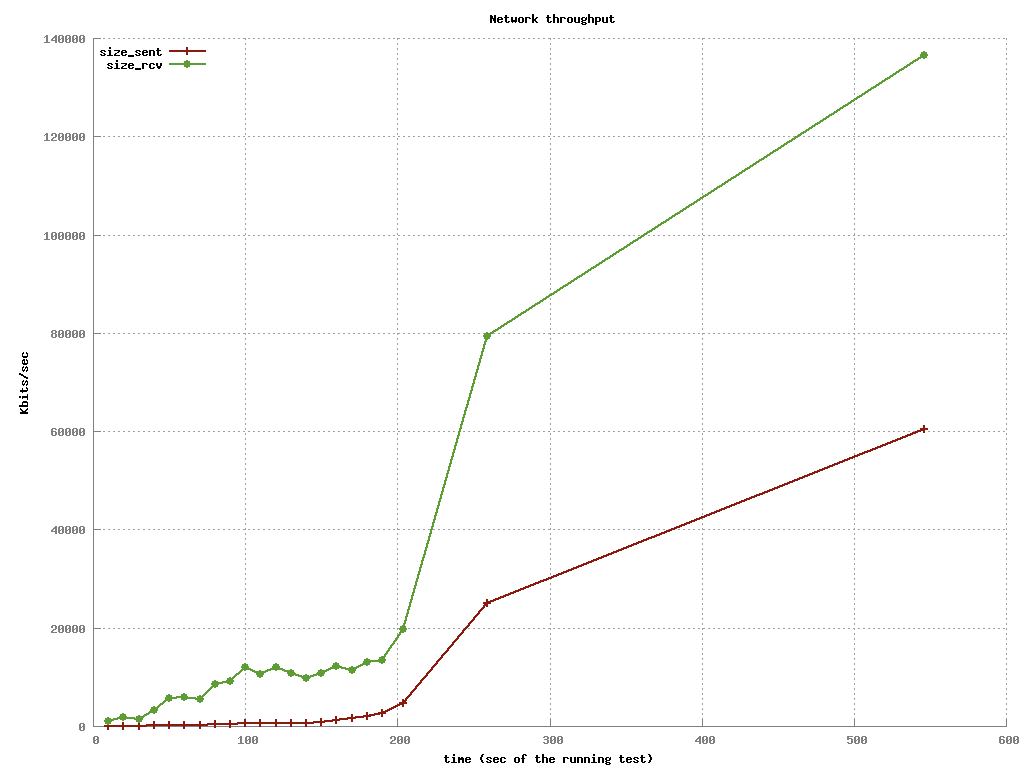 Network throughput
140000
size_sent
size_rcv
120000
100000
80000
Kbits/sec
60000
40000
20000
0
0 100 200 300 400 500 600
time (sec of the running test)